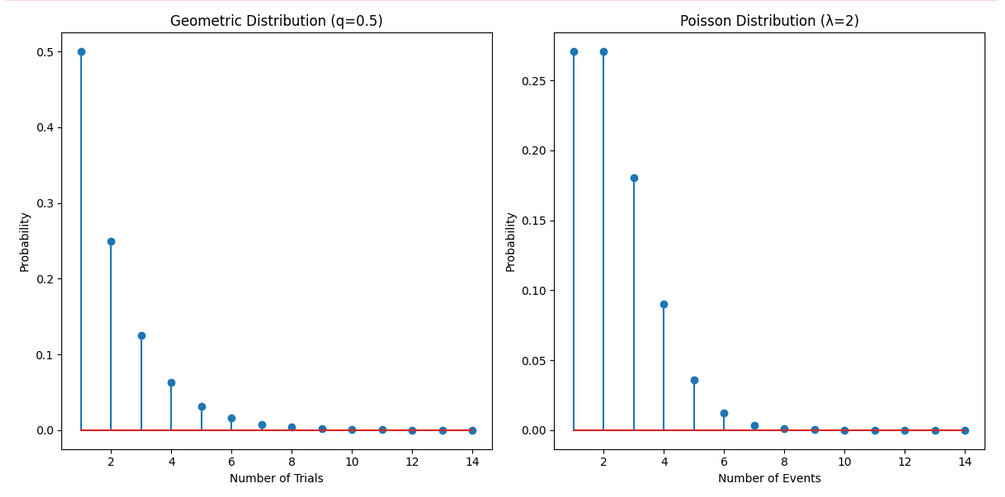 Geometric Distribution (q=0.5)
Probability
0.5
0.4
0.3
0.2
0.1
0.0
2 4 6 8 10 12 14
Number of Trials
Poisson Distribution (λ=2)
Probability
0.25
0.20
0.15
0.10
0.05
0.00
2 4 6 8 10 12 14
Number of Events